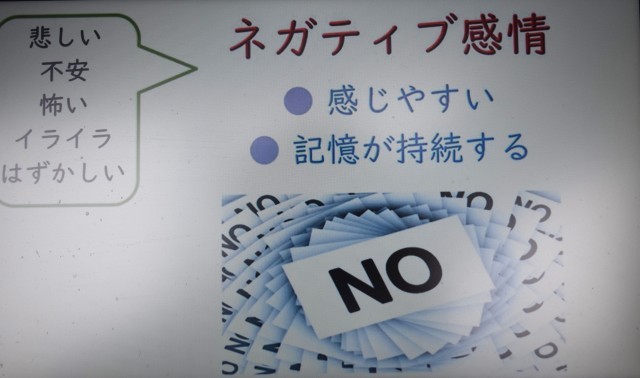 悲しい
不安
怖い
イライラ
はずかしい
ネガティブ感情
● 感じやすい
● 記憶が持続する
NO